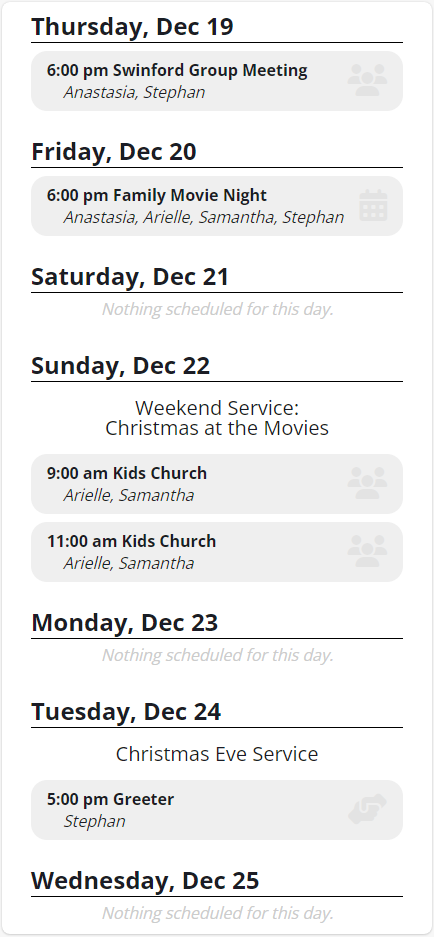 Thursday, Dec 19
6:00 pm Swinford Group Meeting
Anastasia, Stephan
Friday, Dec 20
6:00 pm Family Movie Night
Anastasia, Arielle, Samantha, Stephan
Saturday, Dec 21
Nothing scheduled for this day.
Sunday, Dec 22
Weekend Service:
Christmas at the Movies
9:00 am Kids Church
Arielle, Samantha
11:00 am Kids Church
Arielle, Samantha
Monday, Dec 23
Nothing scheduled for this day.
Tuesday, Dec 24
Christmas Eve Service
5:00 pm Greeter
Stephan
Wednesday, Dec 25
Nothing scheduled for this day.